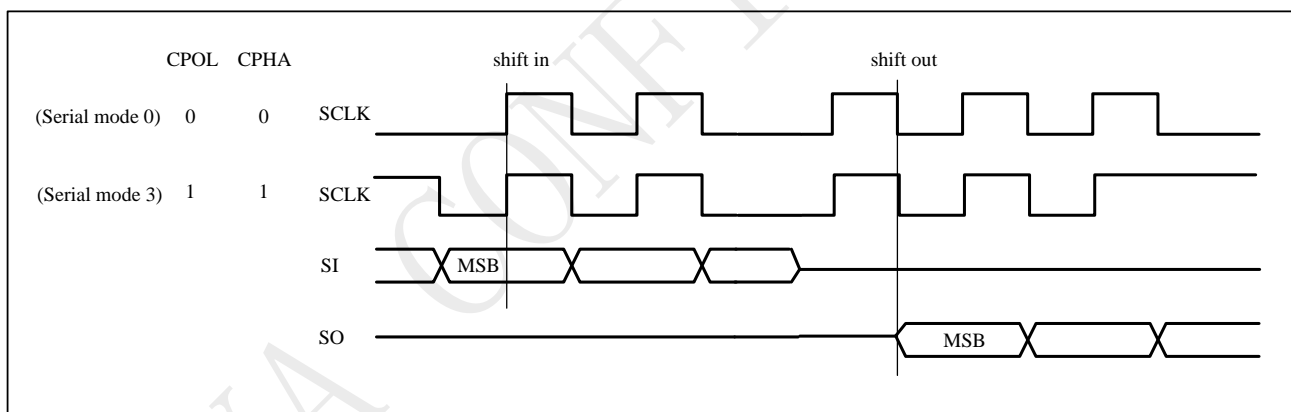 CPOL CPHA shift in shift out
(Serial mode 0) 0 0 SCLK
(Serial mode 3) 1 1 SCLK
SI MSB
SO MSB